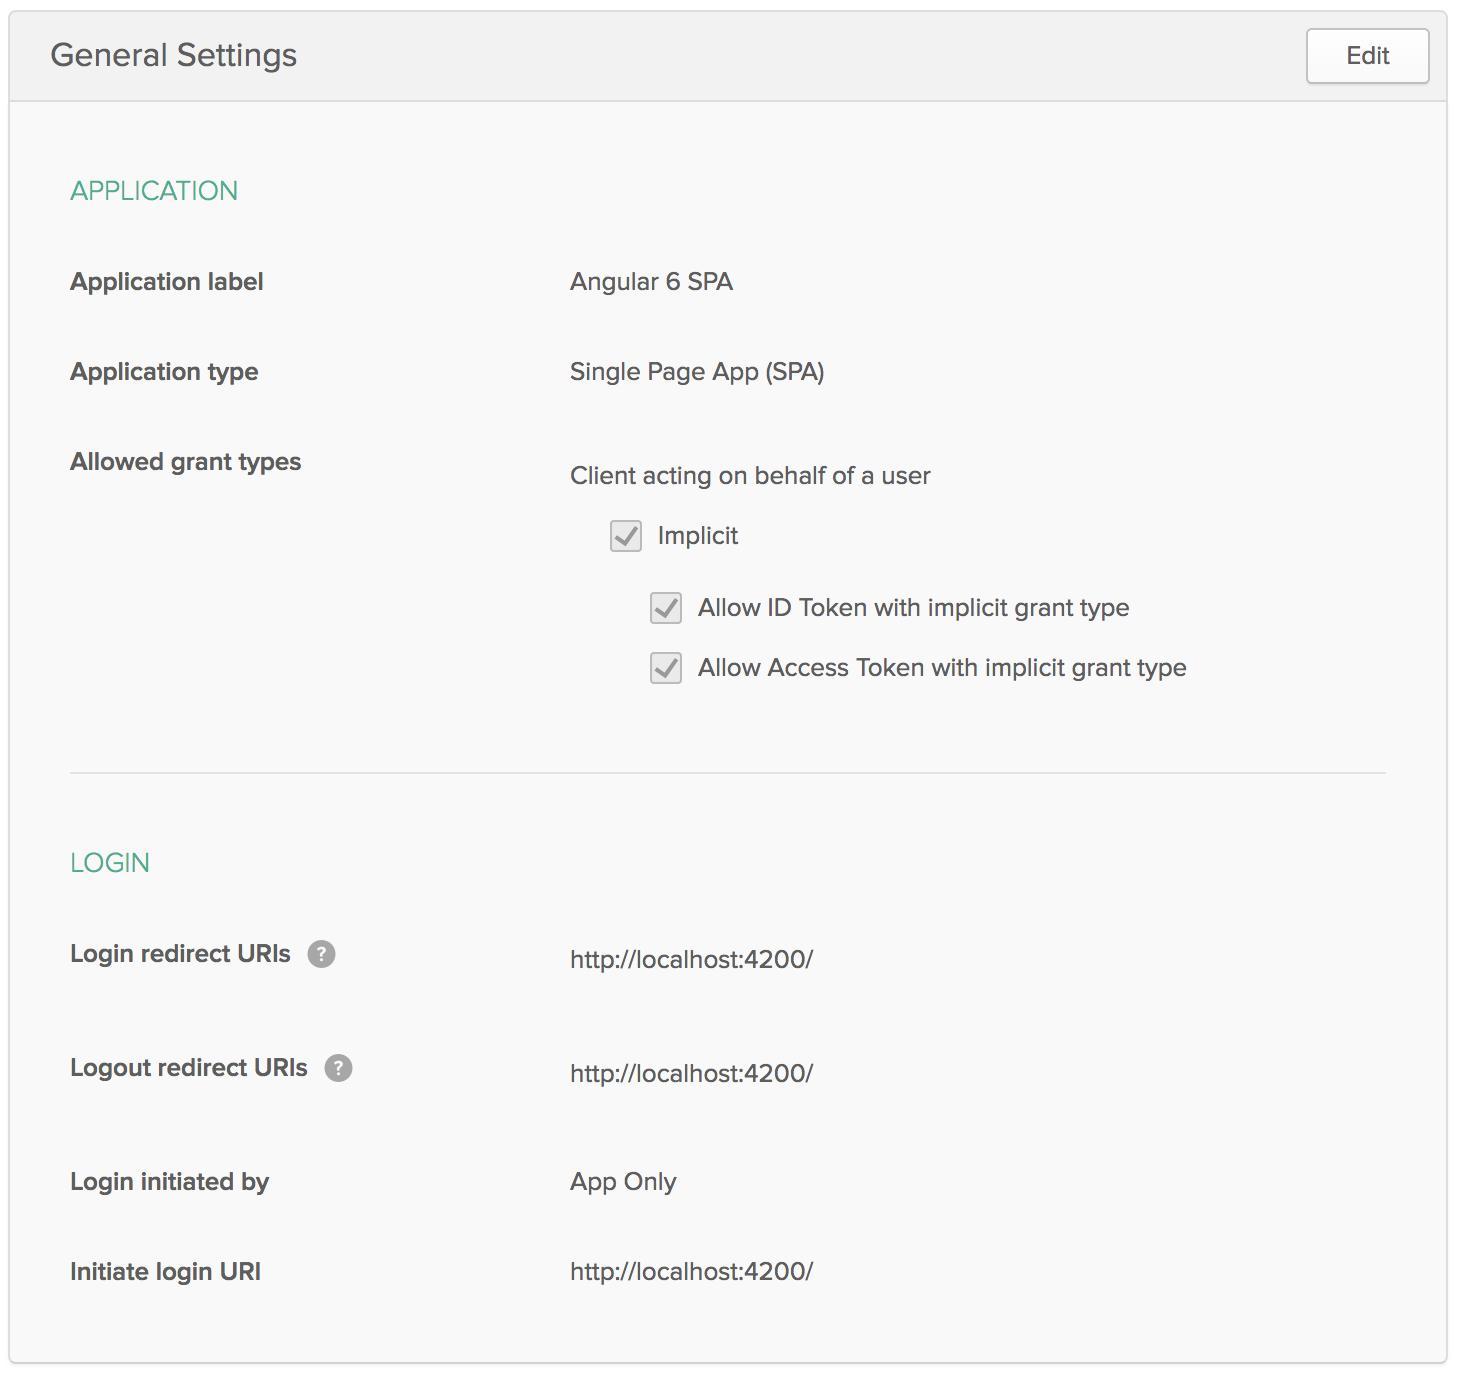 General Settings
Edit
APPLICATION
Application label
Angular 6 SPA
Application type
Single Page App (SPA)
Allowed grant types
Client acting on behalf of a user
Implicit
Allow ID Token with implicit grant type
Allow Access Token with implicit grant type
LOGIN
Login redirect URIs ?
http://localhost:4200/
Logout redirect URIs ?
http://localhost:4200/
Login initiated by
App Only
Initiate login URI
http://localhost:4200/